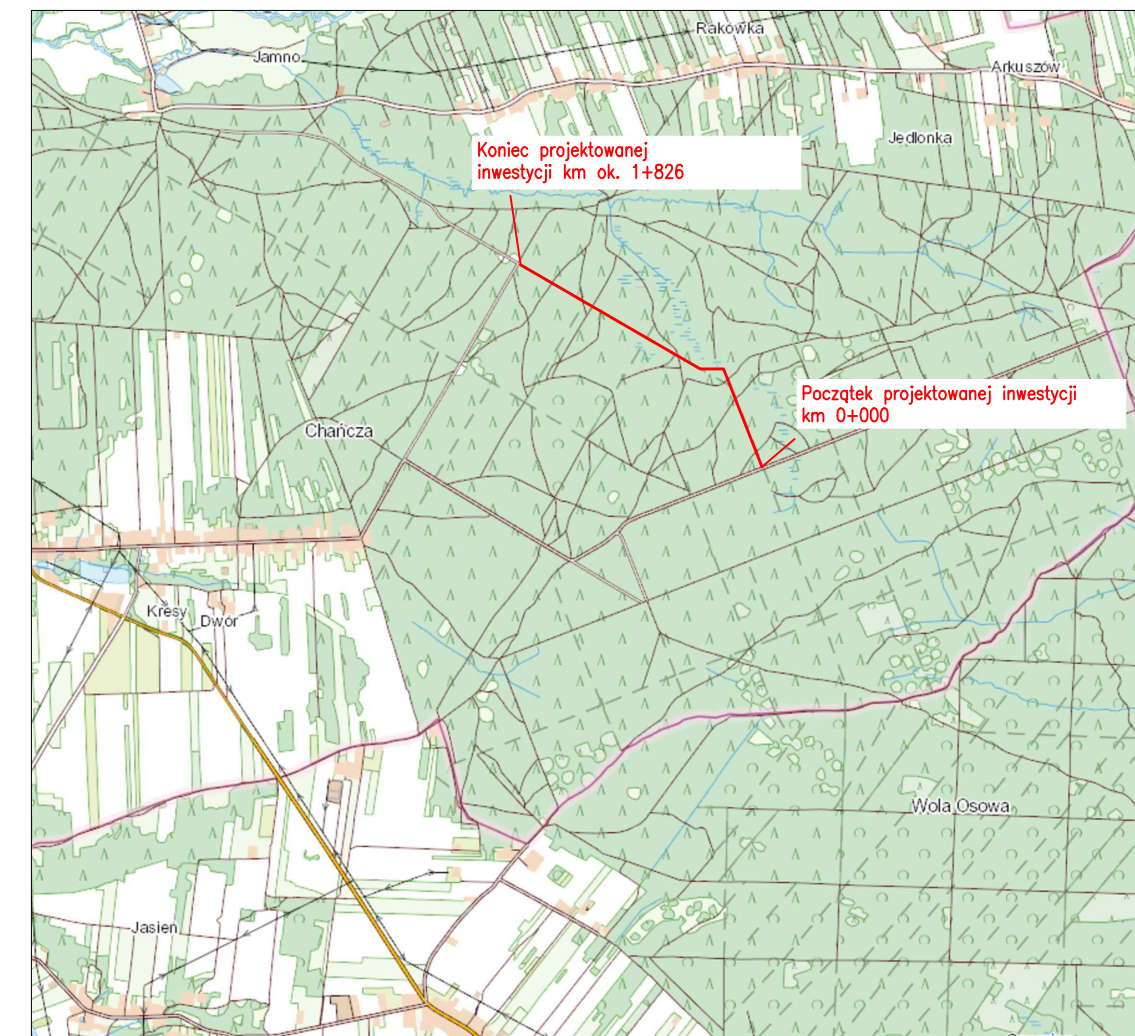 Rakówka
Jamno
Arkuszów
Jedlonka
Koniec projektowanej
inwestycji km ok. 1+826
Początek projektowanej inwestycji
km 0+000
Chańcza
Kresy
Dwór
Wola Osowa
Jasień